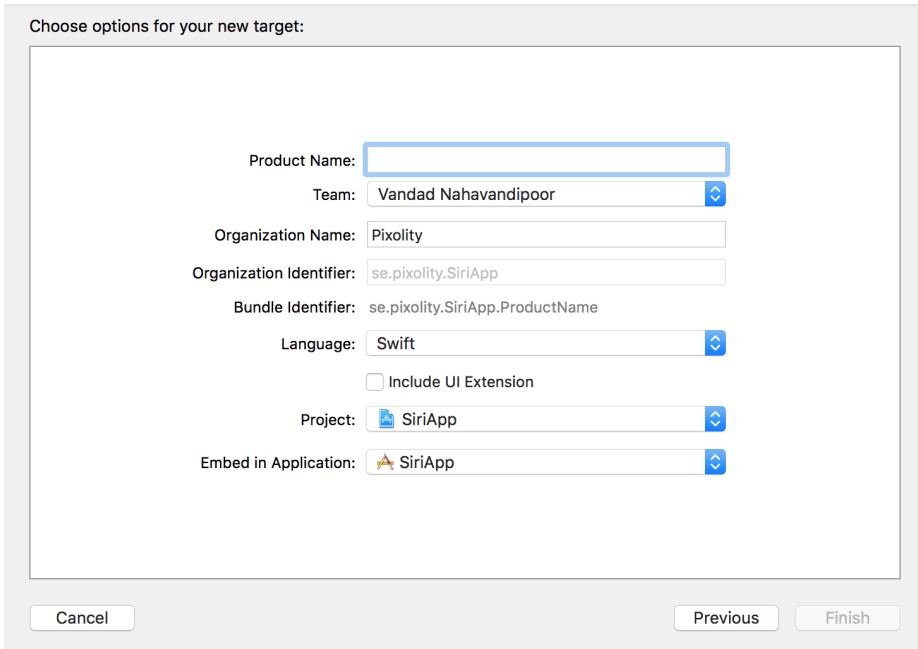 Choose options for your new target:
Product Name:
Team: Vandad Nahavandipoor
Organization Name: Pixolity
Organization Identifier: se.pixolity.SiriApp
Bundle Identifier: se.pixolity.SiriApp.ProductName
Language: Swift
Include UI Extension
Project: SiriApp
Embed in Application: SiriApp
Cancel Previous Finish